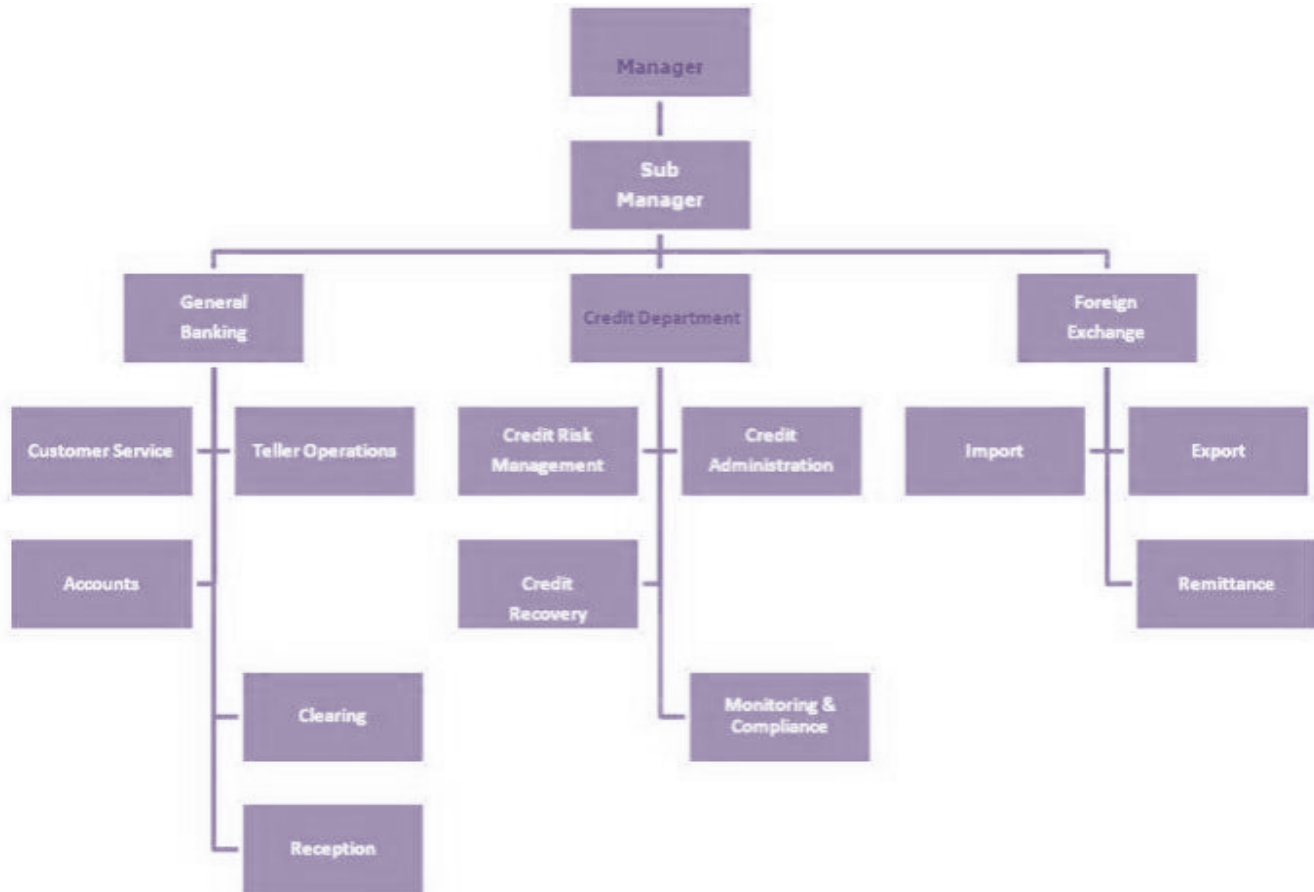 Manager
Sub
Manager
General
Banking
Credit Department
Foreign
Exchange
Customer Service
Teller Operations
Credit Risk
Management
Credit
Administration
Import
Export
Accounts
Credit
Recovery
Remittance
Clearing
Monitoring &
Compliance
Reception